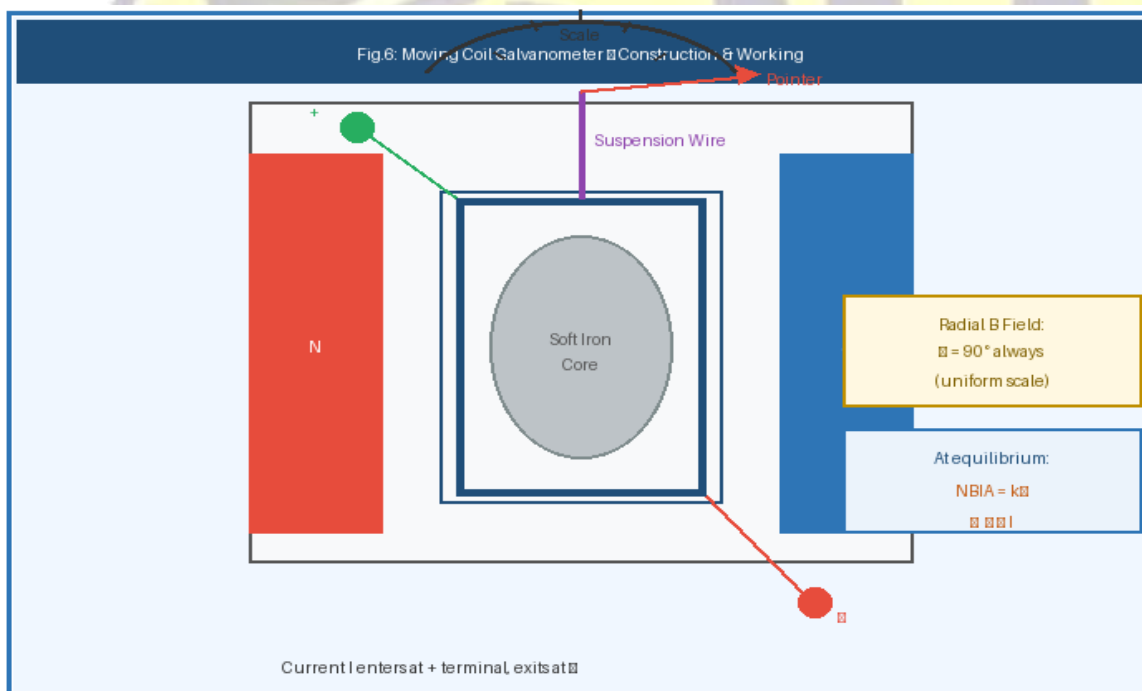 Scale
Fig.6: Moving Coil Galvanometer ☒ Construction & Working
Pointer
+
Suspension Wire
N
Soft Iron
Core
Radial B Field:
☒ = 90° always
(uniform scale)
At equilibrium:
NBIA = k☒
☒ ☒☒ I
☒
Current I enters at + terminal, exits at ☒